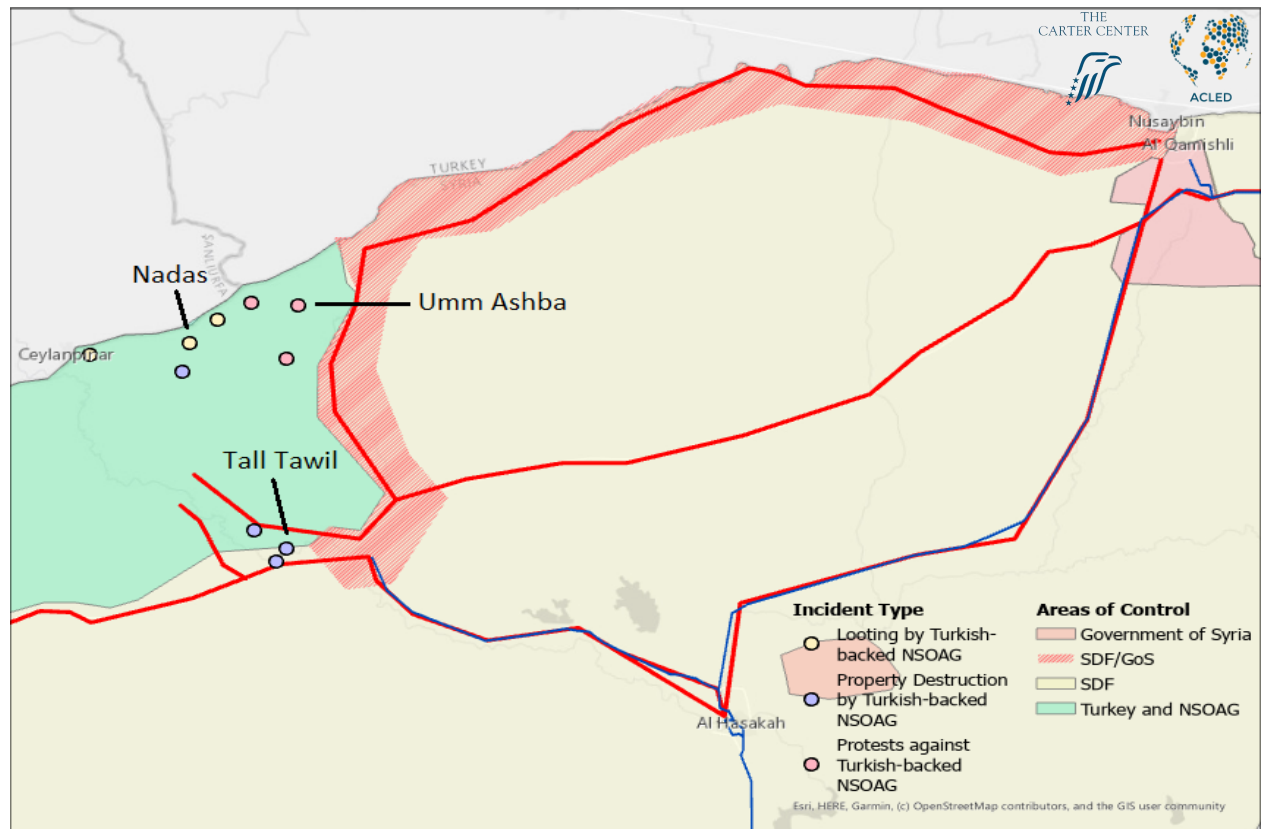 THE
CARTER CENTER
ACLED
Nusaybin
Al Qamishli
TURKEY
SYRIA
ŞANLIURFA
Nadas
Umm Ashba
Ceylanpinar
Tall Tawil
Al Hasakah
Incident Type
Looting by Turkish-
backed NSOAG
Property Destruction
by Turkish-backed
NSOAG
Protests against
Turkish-backed
NSOAG
Areas of Control
Government of Syria
SDF/GoS
SDF
Turkey and NSOAG
Esri, HERE, Garmin, (c) OpenStreetMap contributors, and the GIS user community